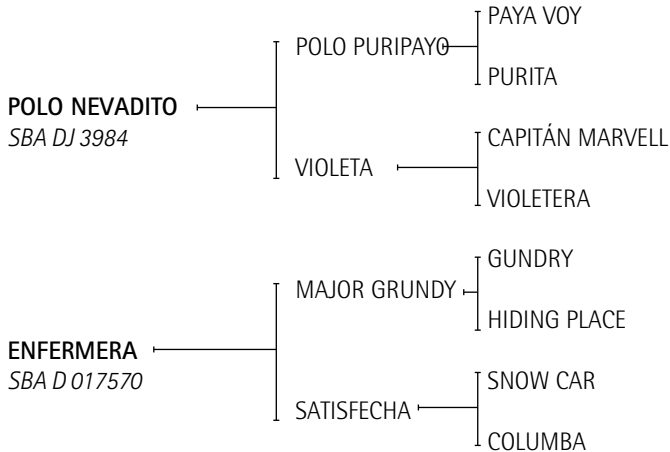 PAYA VOY
POLO PURIPAYO
PURITA
POLO NEVADITO
SBA DJ 3984
CAPITÁN MARVELL
VIOLETA
VIOLETERA
GUNDRY
MAJOR GRUNDY
HIDING PLACE
ENFERMERA
SBA D 017570
SNOW CAR
SATISFECHA
COLUMBA